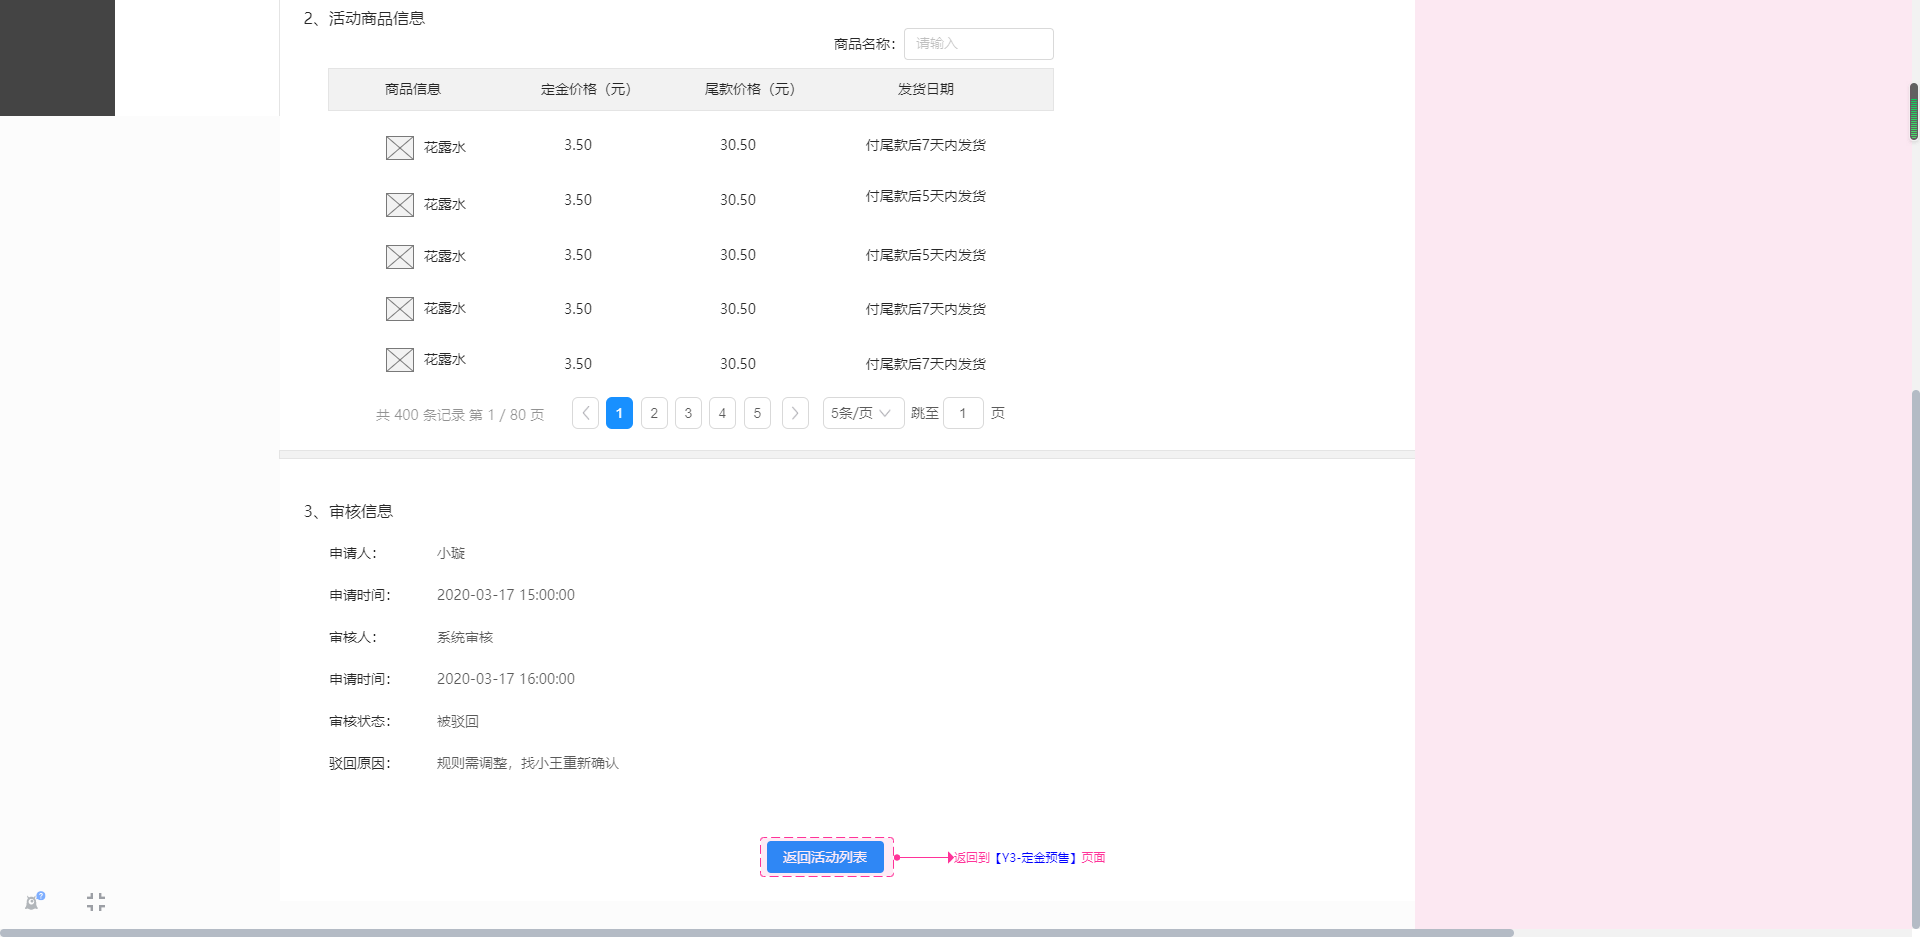 2、活动商品信息
商品名称： 请输入
商品信息 定金价格（元） 尾款价格（元） 发货日期
花露水 3.50 30.50 付尾款后7天内发货
花露水 3.50 30.50 付尾款后5天内发货
花露水 3.50 30.50 付尾款后5天内发货
花露水 3.50 30.50 付尾款后7天内发货
花露水 3.50 30.50 付尾款后7天内发货
共 400 条记录 第 1 / 80 页 1 2 3 4 5 5条/页 跳至 1 页
3、审核信息
申请人： 小璇
申请时间： 2020-03-17 15:00:00
审核人： 系统审核
申请时间： 2020-03-17 16:00:00
审核状态： 被驳回
驳回原因： 规则需调整，找小王重新确认
返回活动列表 返回到【Y3-定金预售】页面
?